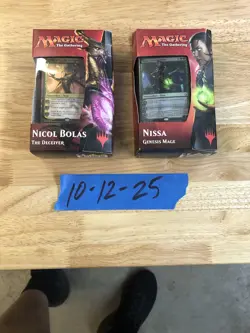 MAGIC
The Gathering
NICOL BOLAS
THE DECEIVER
MAGIC
The Gathering
NISSA
GENESIS MAGE
10-12-25